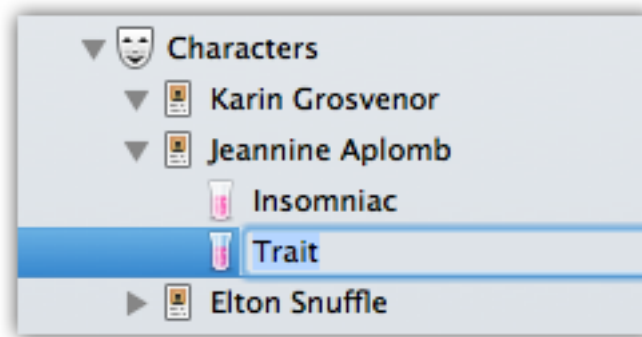 Characters
Karin Grosvenor
Jeannine Aplomb
Insomniac
Trait
Elton Snuffle